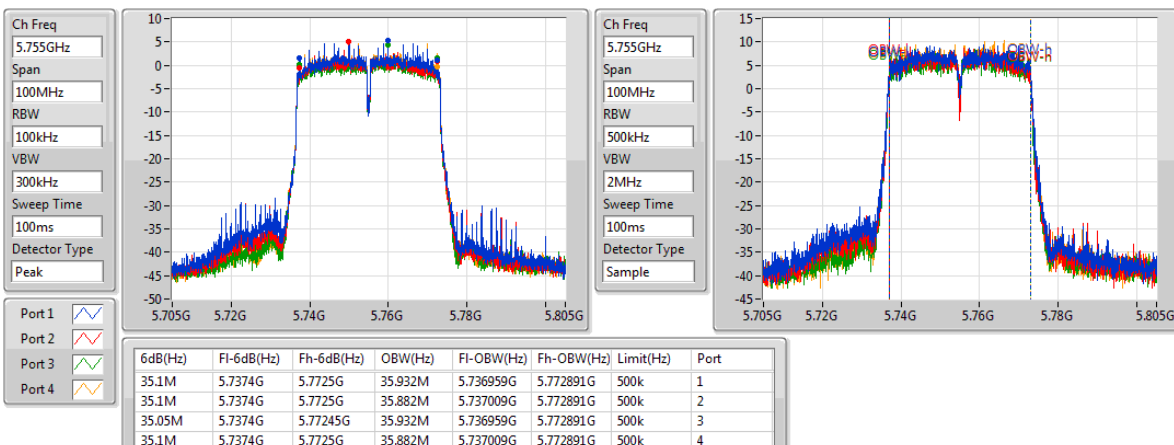 Ch Freq
5.755GHz
Span
100MHz
RBW
100kHz
VBW
300kHz
Sweep Time
100ms
Detector Type
Peak
10
5
0
-5
-10
-15
-20
-25
-30
-35
-40
-45
-50
5.705G 5.72G 5.74G 5.76G 5.78G 5.805G
Ch Freq
5.755GHz
Span
100MHz
RBW
500kHz
VBW
2MHz
Sweep Time
100ms
Detector Type
Sample
15
10
5
0
-5
-10
-15
-20
-25
-30
-35
-40
-45
OBW-h
5.705G 5.72G 5.74G 5.76G 5.78G 5.805G
Port 1
Port 2
Port 3
Port 4
6dB(Hz) Fl-6dB(Hz) Fh-6dB(Hz) OBW(Hz) Fl-OBW(Hz) Fh-OBW(Hz) Limit(Hz) Port
35.1M 5.7374G 5.7725G 35.932M 5.736959G 5.772891G 500k 1
35.1M 5.7374G 5.7725G 35.882M 5.737009G 5.772891G 500k 2
35.05M 5.7374G 5.77245G 35.932M 5.736959G 5.772891G 500k 3
35.1M 5.7374G 5.7725G 35.882M 5.737009G 5.772891G 500k 4